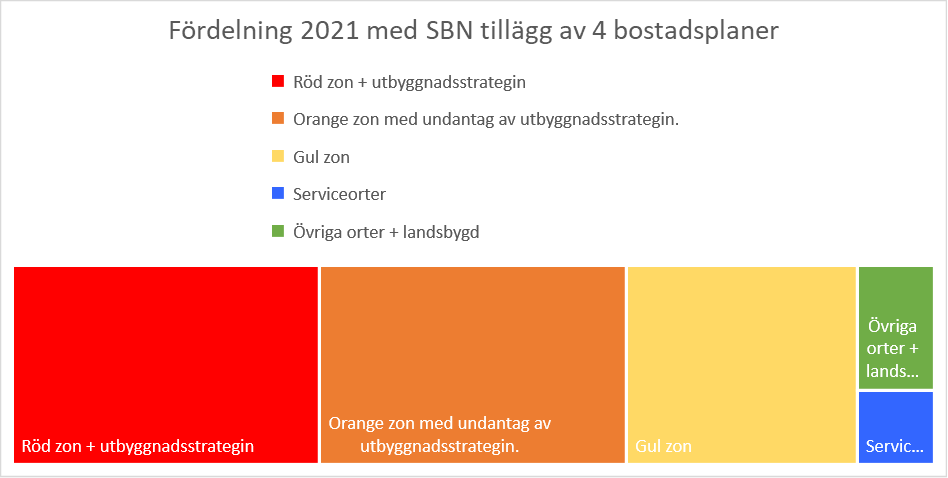 Fördelning 2021 med SBN tillägg av 4 bostadsplaner
Röd zon + utbyggnadsstrategin
Orange zon med undantag av utbyggnadsstrategin.
Gul zon
Serviceorter
Övriga orter + landsbygd
Röd zon + utbyggnadsstrategin
Orange zon med undantag av
utbyggnadsstrategin.
Gul zon
Övriga
orter +
lands...
Servic...